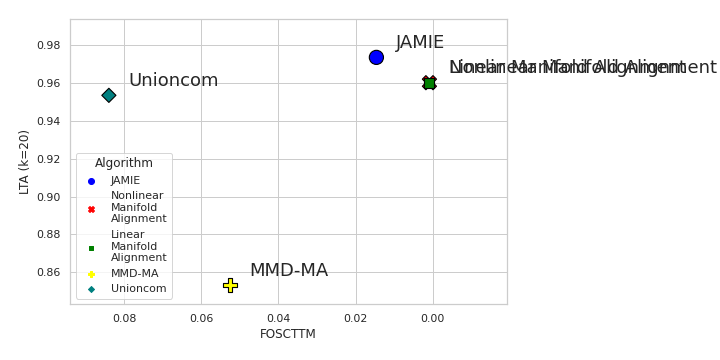 JAMIE
Nonlinear Manifold Alignment
Linear Manifold Alignment
Unioncom
MMD-MA
LTA (k=20)
0.98
0.96
0.94
0.92
0.90
0.88
0.86
Algorithm
JAMIE
Nonlinear
Manifold
Alignment
Linear
Manifold
Alignment
MMD-MA
Unioncom
0.08
0.06
0.04
0.02
0.00
FOSCTTM